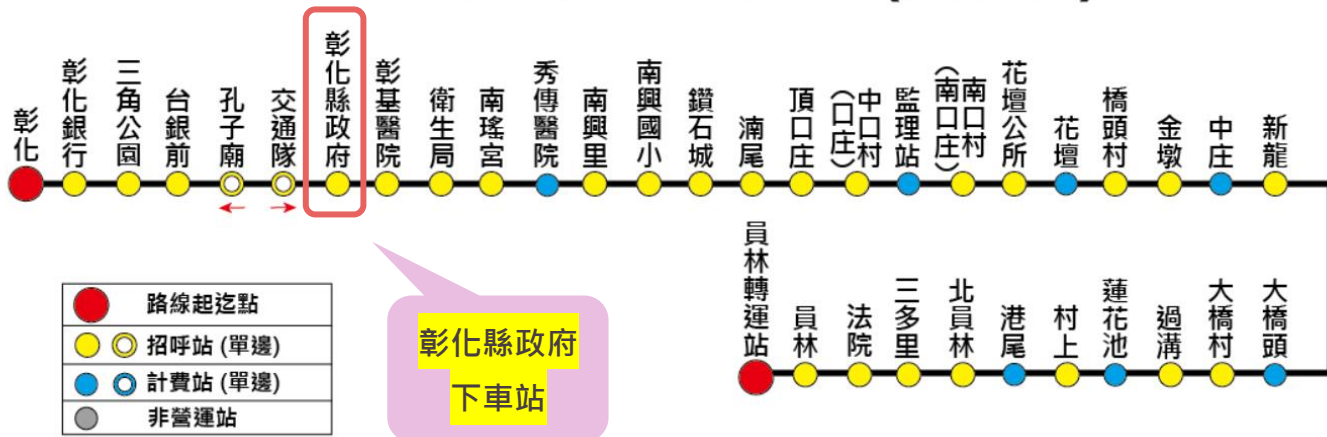 彰化
彰化銀行
三角公園
台銀前
孔子廟
交通隊
彰化縣政府
彰基醫院
衛生局
南瑤宮
秀傳醫院
南興里
南興國小
鑽石城
湳尾
頂口庄
中口村
(口庄)
監理站
南口村
(南口庄)
花壇公所
花壇
橋頭村
金墩
中庄
新龍
員林轉運站
員林
法院
三多里
北員林
港尾
村上
蓮花池
過溝
大橋村
大橋頭
路線起迄點
招呼站 (單邊)
計費站 (單邊)
非營運站
彰化縣政府
下車站